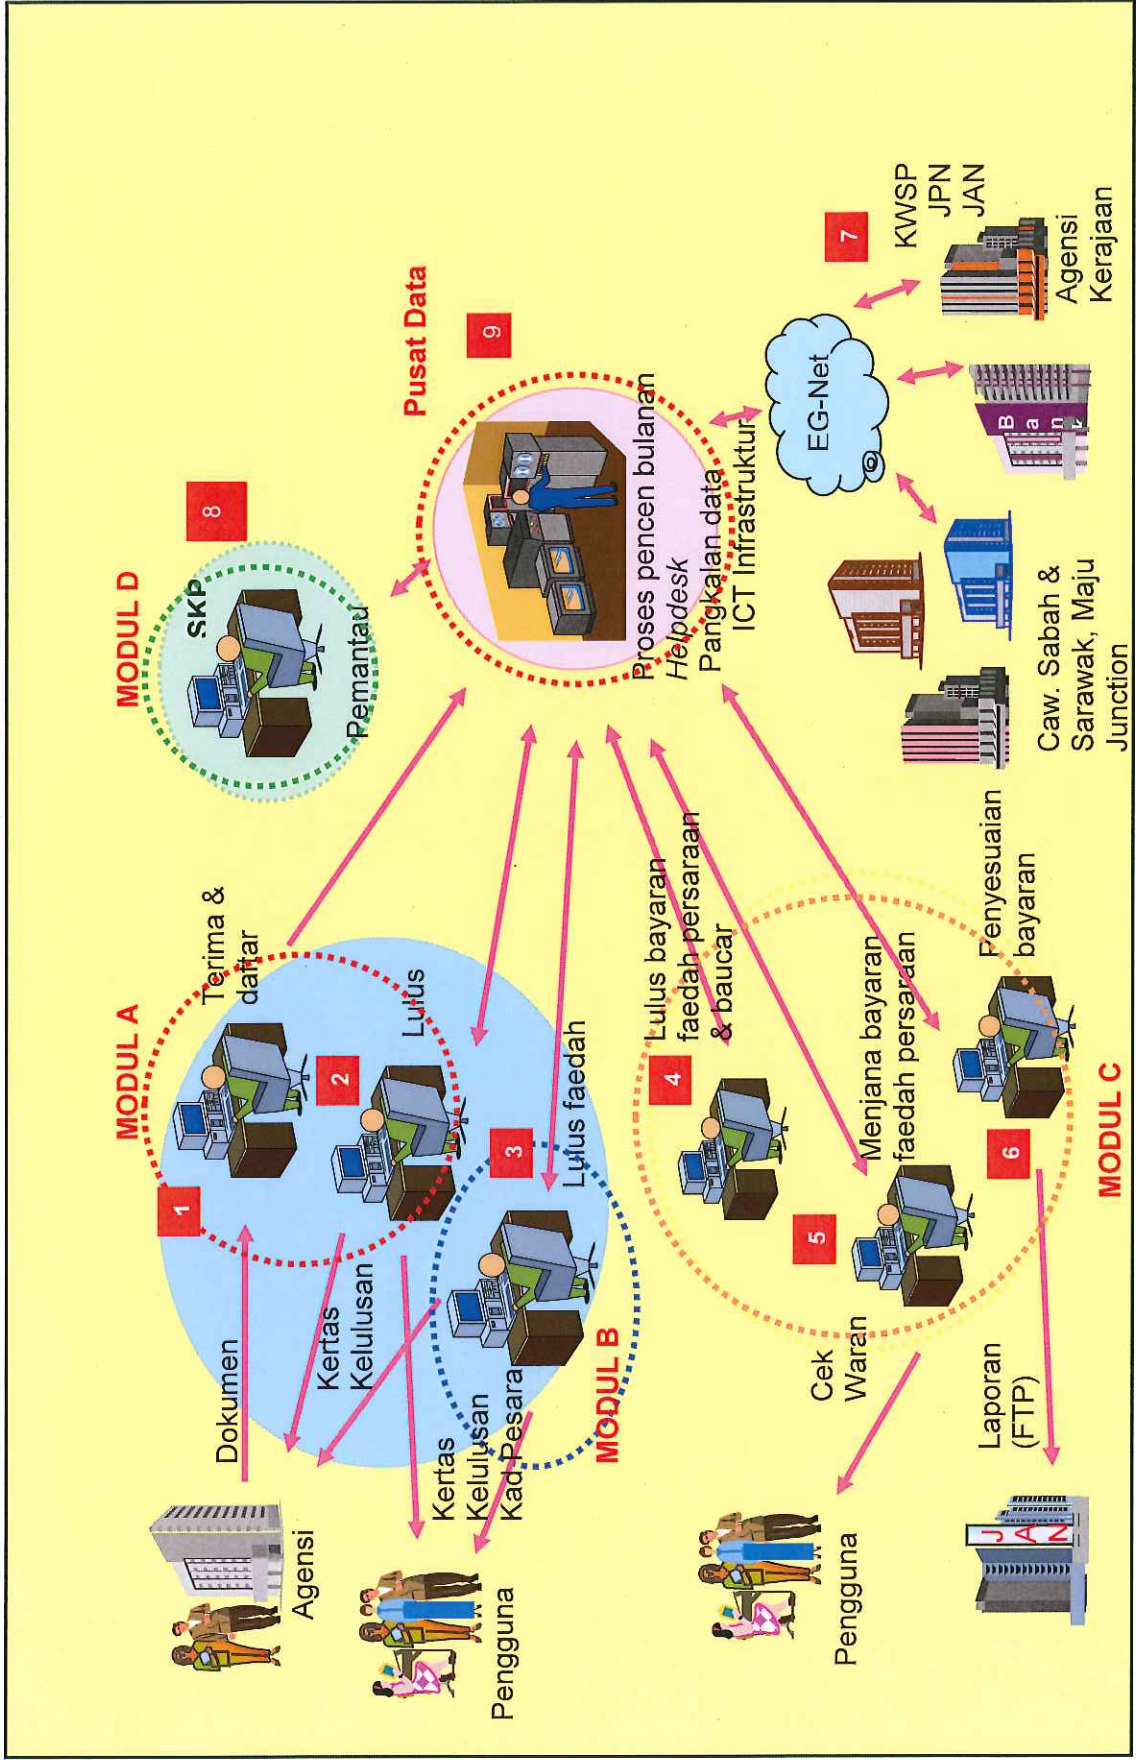 MODUL A
MODUL D
Pusat Data
1
Terima &
daftar
8
SKP
Pemantau
9
Dokumen
2
Lulus
Kertas
Kelulusan
3
Lulus faedah
Agensi
Kertas
Kelulusan
Kad Pesara
MODUL B
Pengguna
Proses pencen bulanan
Helpdesk
Pangkalan data
ICT Infrastruktur
4
Lulus bayaran
faedah persaraan
& baucar
5
Menjana bayaran
faedah persaraan
Cek
Waran
6
Penyesuaian
bayaran
MODUL C
Pengguna
Laporan
(FTP)
JAN
EG-Net
7
KWSP
JPN
JAN
Agensi
Kerajaan
Bank
Caw. Sabah &
Sarawak, Maju
Junction